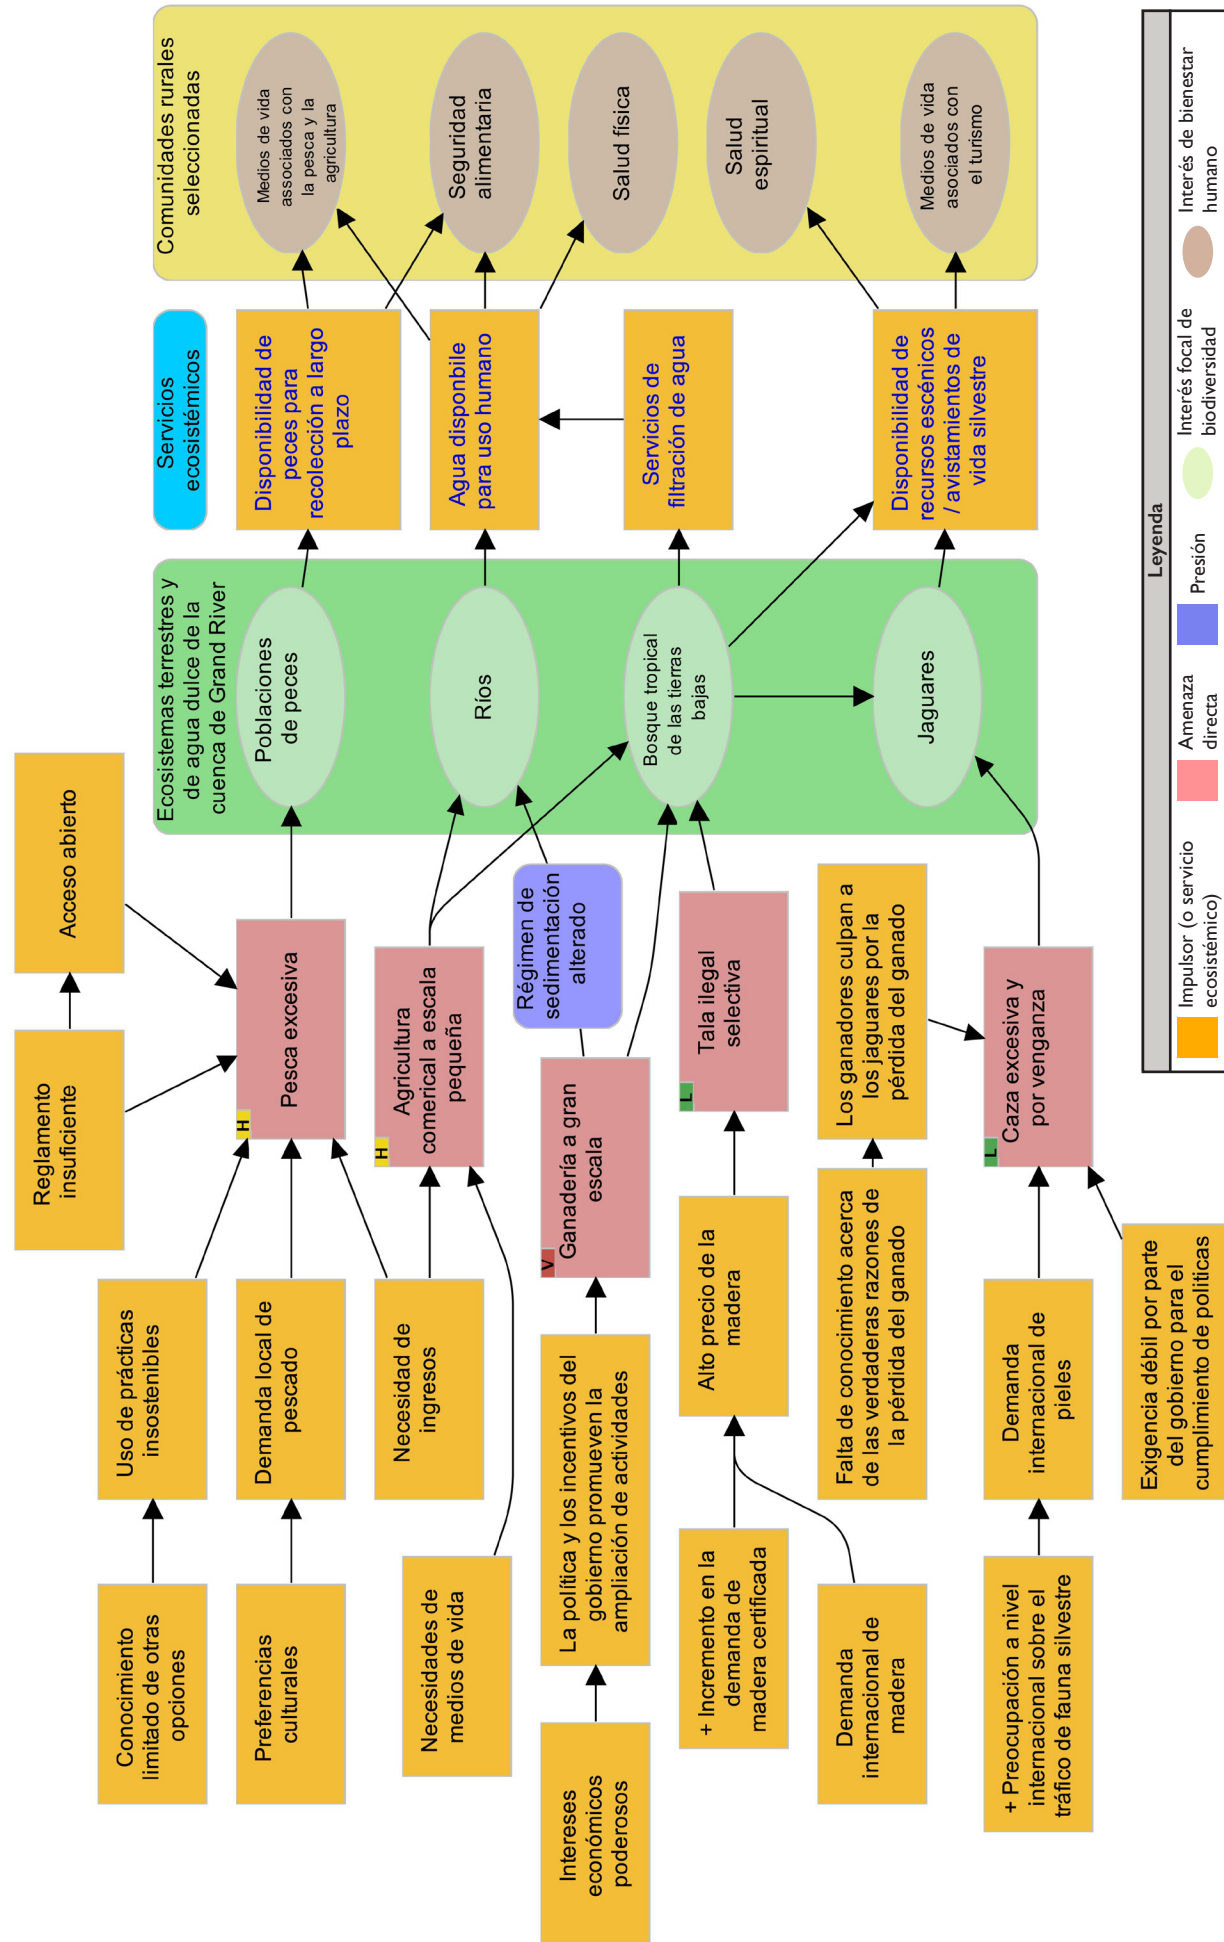 Conocimiento
limitado de otras
opciones
Uso de prácticas
insostenibles
Reglamento
insuficiente
Acceso abierto
Preferencias
culturales
Demanda local de
pescado
H
Pesca excesiva
Necesidades de
medios de vida
Necesidad de
ingresos
H
Agricultura
comerical a escala
pequeña
Régimen de
sedimentación
alterado
Intereses
económicos
poderosos
La política y los incentivos del
gobierno promueven la
ampliación de actividades
V
Ganadería a gran
escala
+ Incremento en la
demanda de
madera certificada
Demanda
internacional de
madera
Alto precio de la
madera
L
Tala ilegal
selectiva
Falta de conocimiento acerca
de las verdaderas razones de
la pérdida del ganado
Los ganadores culpan a
los jaguares por la
pérdida del ganado
+ Preocupación a nivel
internacional sobre el
tráfico de fauna silvestre
Demanda
internacional de
pieles
L
Caza excesiva y
por venganza
Exigencia débil por parte
del gobierno para el
cumplimiento de politicas
Ecosistemas terrestres y
de agua dulce de la
cuenca de Grand River
Poblaciones
de peces
Ríos
Bosque tropical
de las tierras
bajas
Jaguares
Servicios
ecosistémicos
Disponibilidad de
peces para
recolección a largo
plazo
Agua disponbile
para uso humano
Servicios de
filtración de agua
Disponibilidad de
recursos escénicos
/ avistamientos de
vida silvestre
Comunidades rurales
seleccionadas
Medios de vida
associados con
la pesca y la
agricultura
Seguridad
alimentaria
Salud física
Salud
espiritual
Medios de vida
asociados con
el turismo
Leyenda
Impulsor (o servicio
ecosistémico)
Amenaza
directa
Presión
Interés focal de
biodiversidad
Interés de bienestar
humano